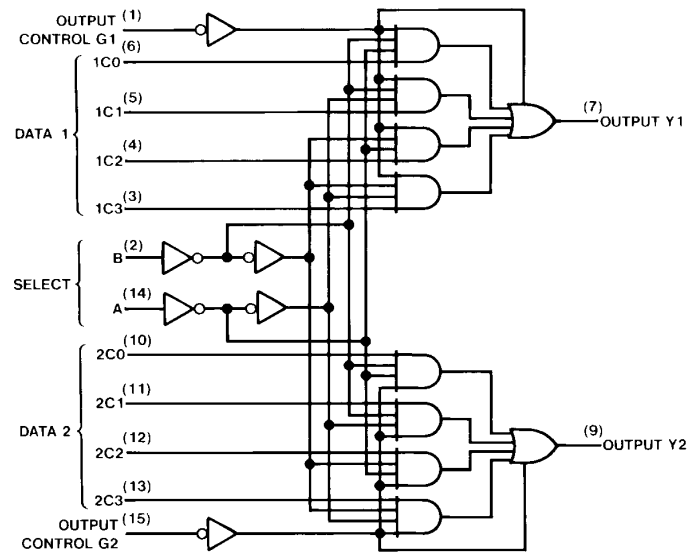 OUTPUT (1)
CONTROL G1
(6)
1C0
(5)
1C1
DATA 1
(7)
OUTPUT Y1
(4)
1C2
(3)
1C3
(2)
B
SELECT
(14)
A
(10)
2C0
(11)
2C1
DATA 2
(12)
2C2
(9)
OUTPUT Y2
(13)
2C3
OUTPUT (15)
CONTROL G2